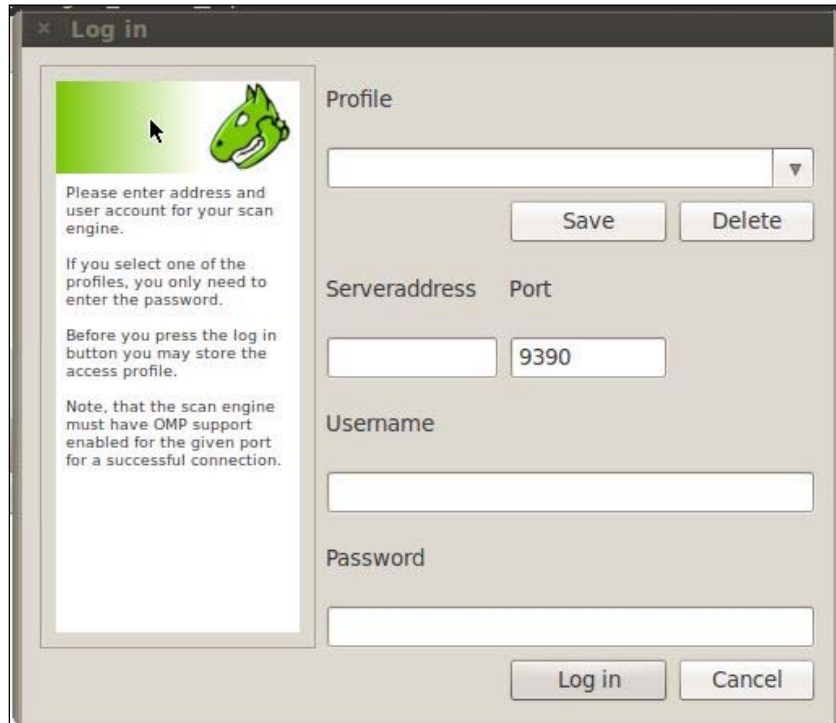 Log in
Please enter address and
user account for your scan
engine.
If you select one of the
profiles, you only need to
enter the password.
Before you press the log in
button you may store the
access profile.
Note, that the scan engine
must have OMP support
enabled for the given port
for a successful connection.
Profile
Save Delete
Serveraddress Port
9390
Username
Password
Log in Cancel